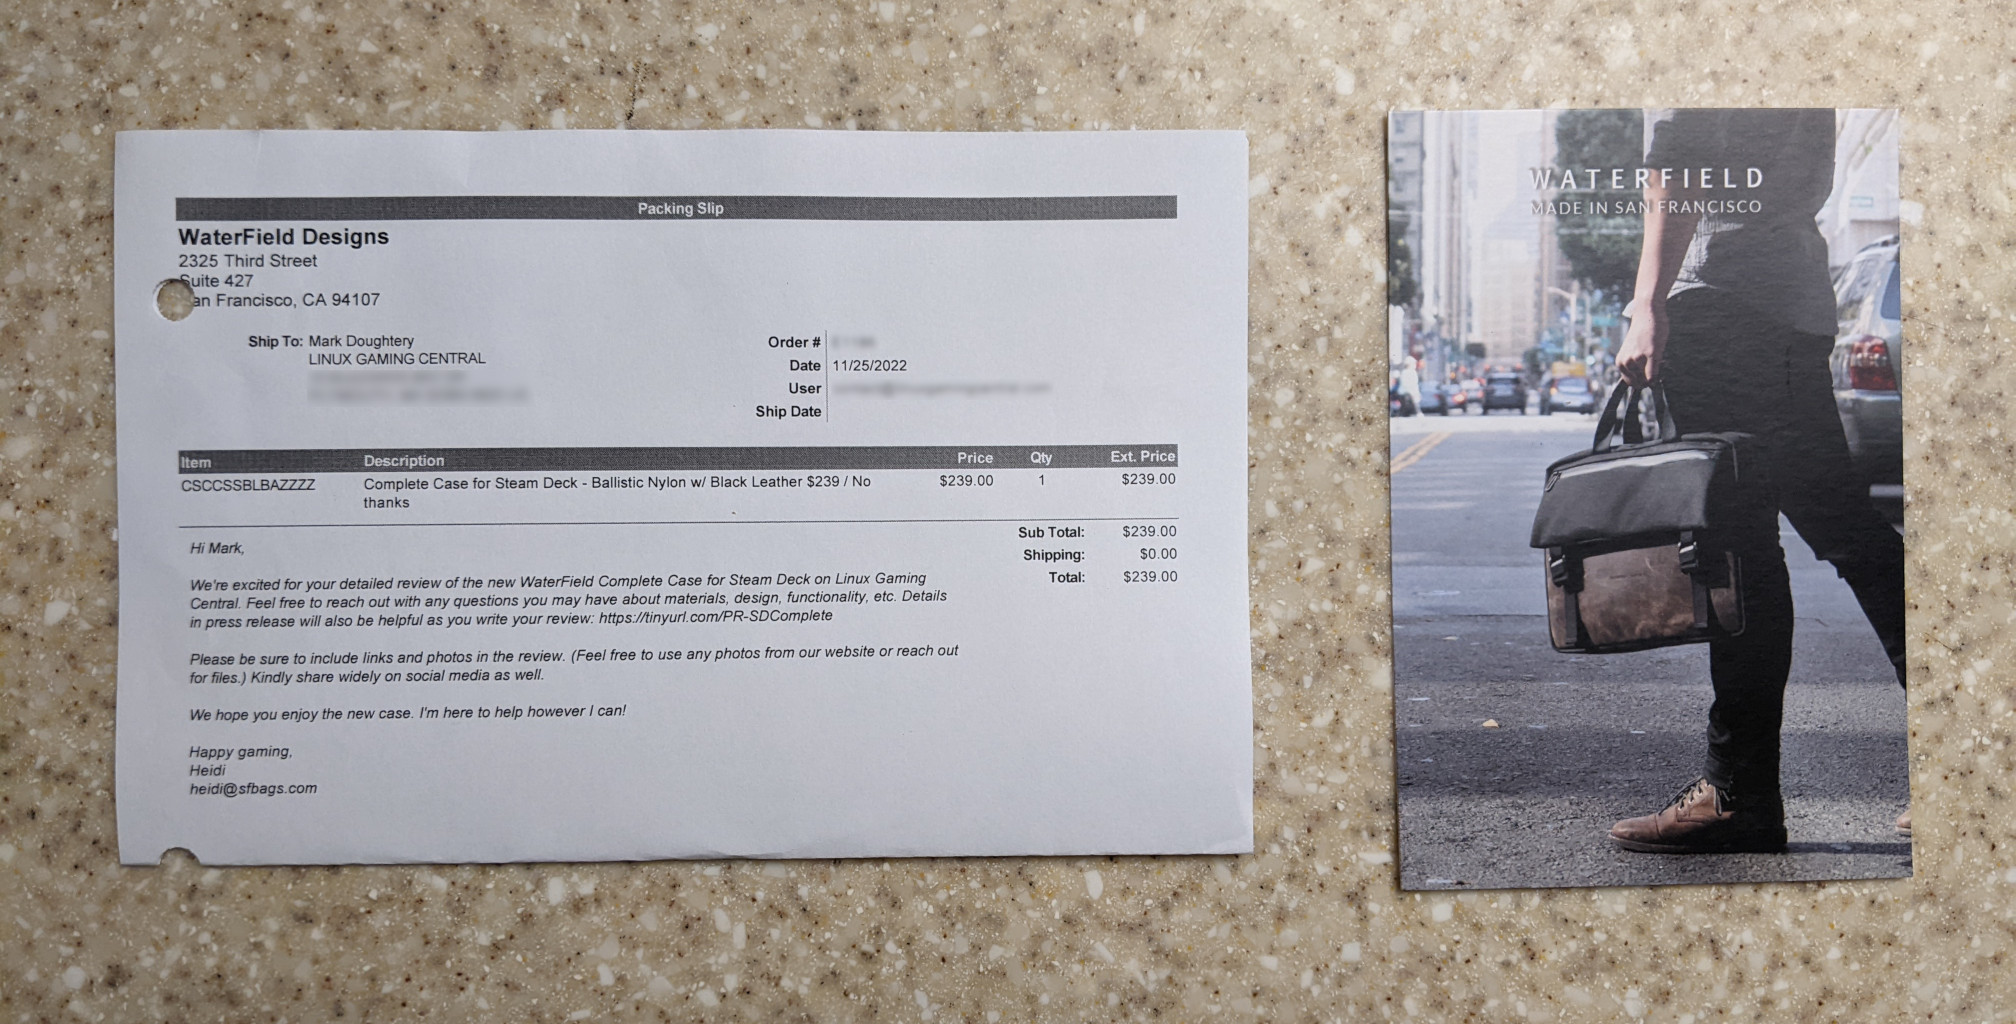 Packing Slip
WaterField Designs
2325 Third Street
Suite 427
an Francisco, CA 94107
Ship To: Mark Doughtery
LINUX GAMING CENTRAL
Order #
Date 11/25/2022
User
Ship Date
Item Description Price Qty Ext. Price
CSCCSSBLBAZZZZ Complete Case for Steam Deck - Ballistic Nylon w/ Black Leather $239 / No $239.00 1 $239.00
thanks
Sub Total: $239.00
Shipping: $0.00
Total: $239.00
Hi Mark,
We're excited for your detailed review of the new WaterField Complete Case for Steam Deck on Linux Gaming
Central. Feel free to reach out with any questions you may have about materials, design, functionality, etc. Details
in press release will also be helpful as you write your review: https://tinyurl.com/PR-SDComplete
Please be sure to include links and photos in the review. (Feel free to use any photos from our website or reach out
for files.) Kindly share widely on social media as well.
We hope you enjoy the new case. I'm here to help however I can!
Happy gaming,
Heidi
heidi@sfbags.com
WATERFIELD
MADE IN SAN FRANCISCO